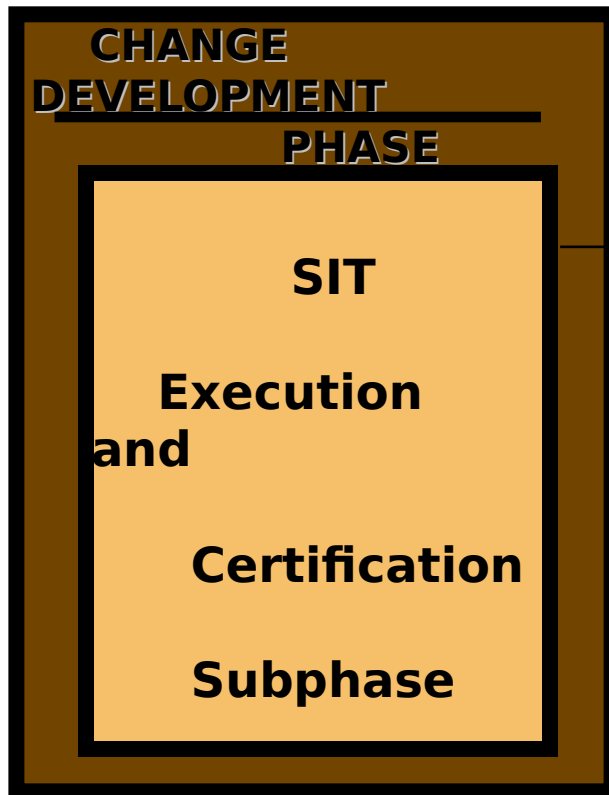 CHANGE
DEVELOPMENT
PHASE
SIT
Execution
and
Certification
Subphase